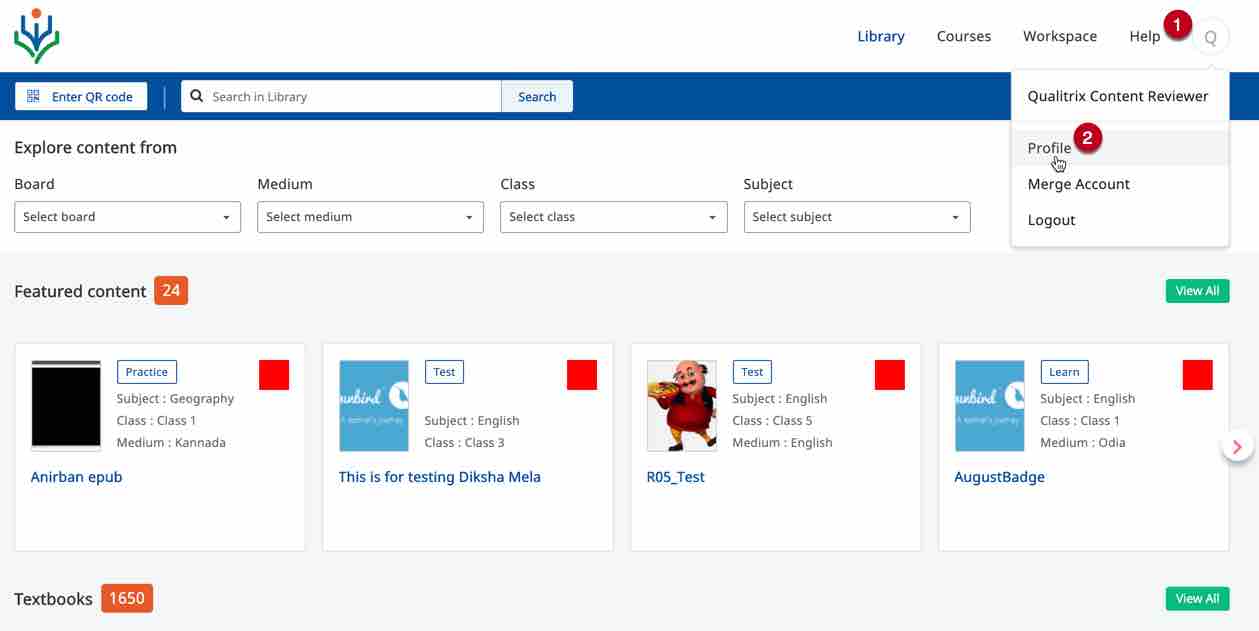 Library Courses Workspace Help 1 Q
Enter QR code Search in Library Search
Qualitrix Content Reviewer
Profile 2
Merge Account
Logout
Explore content from
Board Medium Class Subject
Select board Select medium Select class Select subject
Featured content 24 View All
Practice
Subject : Geography
Class : Class 1
Medium : Kannada
Anirban epub
unbird
Test
Subject : English
Class : Class 3
This is for testing Diksha Mela
Test
Subject : English
Class : Class 5
Medium : English
R05_Test
unbird
Learn
Subject : English
Class : Class 1
Medium : Odia
AugustBadge
Textbooks 1650 View All